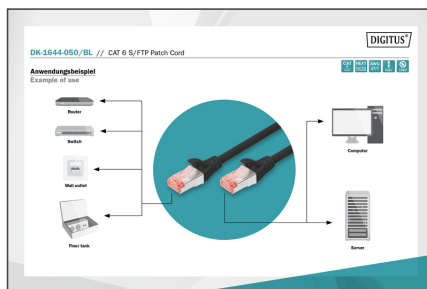 DIGITUS®
DK-1644-050/BL // CAT 6 S/FTP Patch Cord
Anwendungsbeispiel
Example of use
CAT
Router
Switch
Wall outlet
Floor tank
Computer
Server